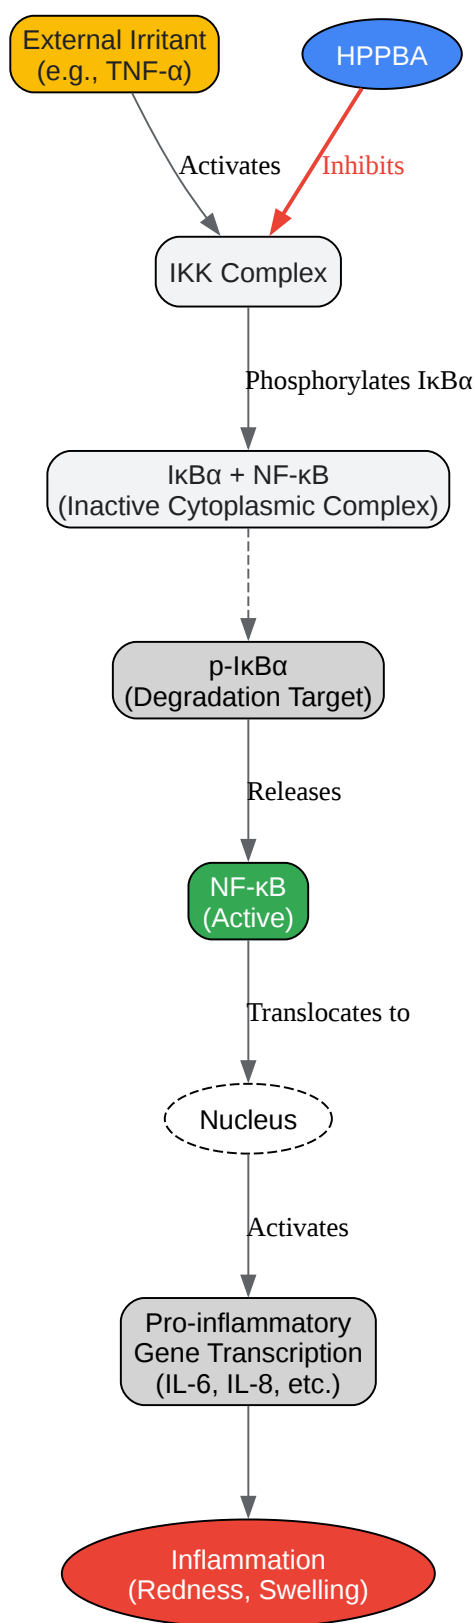 External Irritant
(e.g., TNF-α)
HPPBA
Activates
Inhibits
IKK Complex
Phosphorylates IκBα
IκBα + NF-κB
(Inactive Cytoplasmic Complex)
p-IκBα
(Degradation Target)
Releases
NF-κB
(Active)
Translocates to
Nucleus
Activates
Pro-inflammatory
Gene Transcription
(IL-6, IL-8, etc.)
Inflammation
(Redness, Swelling)